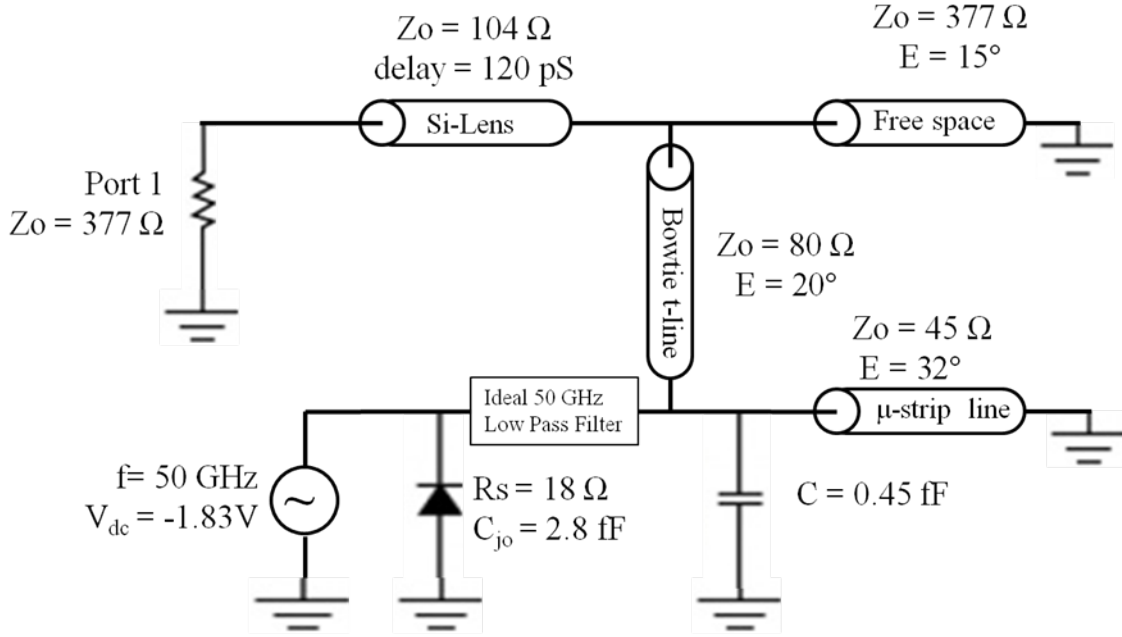 Zo = 104 Ω
delay = 120 pS
Zo = 377 Ω
E = 15°
Si-Lens
Free space
Port 1
Zo = 377 Ω
Bowtie t-line
Zo = 80 Ω
E = 20°
Zo = 45 Ω
E = 32°
Ideal 50 GHz
Low Pass Filter
μ-strip line
f= 50 GHz
Vdc = -1.83V
~
Rs = 18 Ω
Cjo = 2.8 fF
C = 0.45 fF